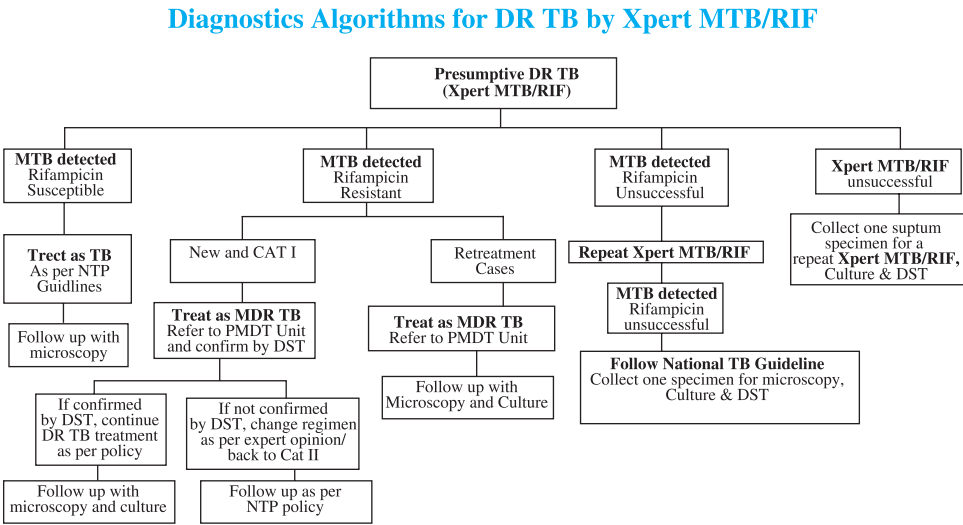 Diagnostics Algorithms for DR TB by Xpert MTB/RIF
Presumptive DR TB
(Xpert MTB/RIF)
MTB detected
Rifampicin
Susceptible
MTB detected
Rifampicin
Resistant
MTB detected
Rifampicin
Unsuccessful
Xpert MTB/RIF
unsuccessful
Trect as TB
As per NTP
Guidlines
New and CAT I
Retreatment
Cases
Repeat Xpert MTB/RIF
Collect one suptum
specimen for a
repeat Xpert MTB/RIF,
Culture & DST
Follow up with
microscopy
Treat as MDR TB
Refer to PMDT Unit
and confirm by DST
Treat as MDR TB
Refer to PMDT Unit
MTB detected
Rifampicin
unsuccessful
Follow up with
Microscopy and Culture
Follow National TB Guideline
Collect one specimen for microscopy,
Culture & DST
If confirmed
by DST, continue
DR TB treatment
as per policy
If not confirmed
by DST, change regimen
as per expert opinion/
back to Cat II
Follow up with
microscopy and culture
Follow up as per
NTP policy